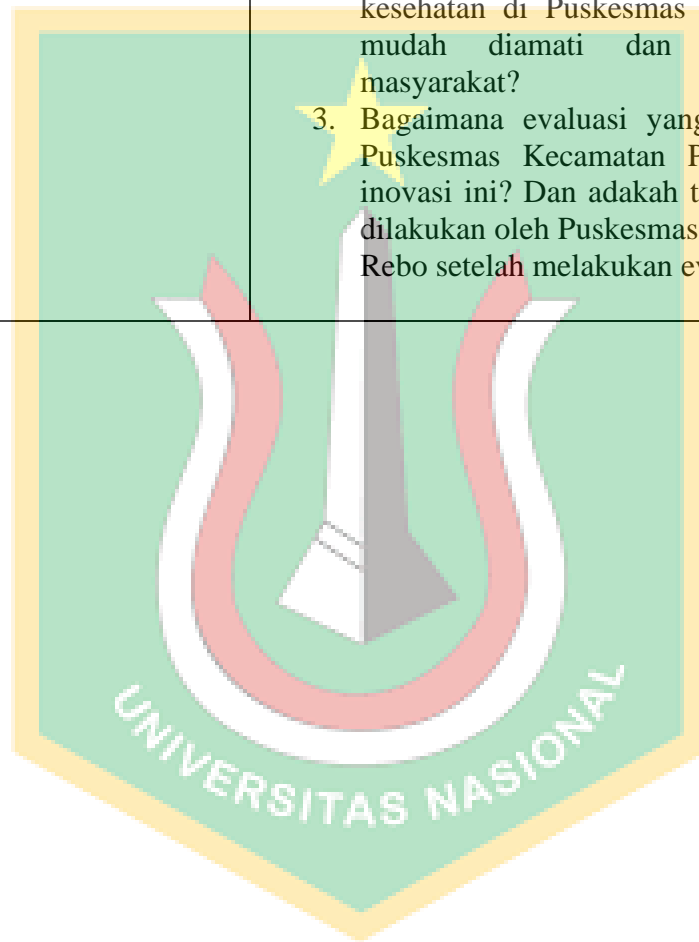 kesehatan di Puskesmas
mudah diamati dan
masyarakat?
3. Bagaimana evaluasi yang
Puskesmas Kecamatan P
inovasi ini? Dan adakah t
dilakukan oleh Puskesmas
Rebo setelah melakukan ev
UNIVERSITAS NASIONAL